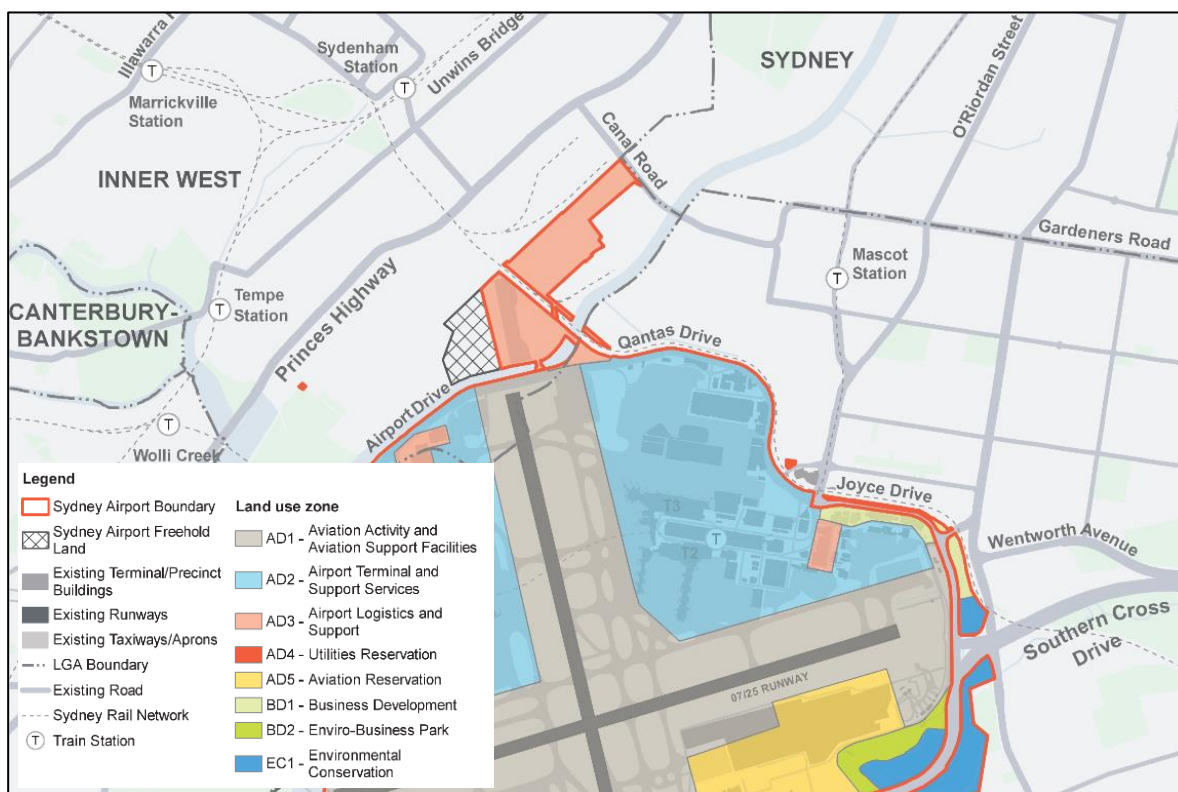 Illawarra
Sydenham
Station
Unwins Bridge
SYDNEY
O'Riordan Street
Marrickville
Station
Canal Road
INNER WEST
Gardeners Road
Mascot
Station
Tempe
Station
CANTERBURY-
BANKSTOWN
Princes Highway
Qantas Drive
Airport Drive
Wolli Creek
Joyce Drive
Wentworth Avenue
Southern Cross
Drive
T3
T2
07/25 RUNWAY
T
T
T
T
T
T
Legend
Sydney Airport Boundary
Sydney Airport Freehold
Land
Existing Terminal/Precinct
Buildings
Existing Runways
Existing Taxiways/Aprons
LGA Boundary
Existing Road
Sydney Rail Network
T Train Station
Land use zone
AD1 - Aviation Activity and
Aviation Support Facilities
AD2 - Airport Terminal and
Support Services
AD3 - Airport Logistics and
Support
AD4 - Utilities Reservation
AD5 - Aviation Reservation
BD1 - Business Development
BD2 - Enviro-Business Park
EC1 - Environmental
Conservation